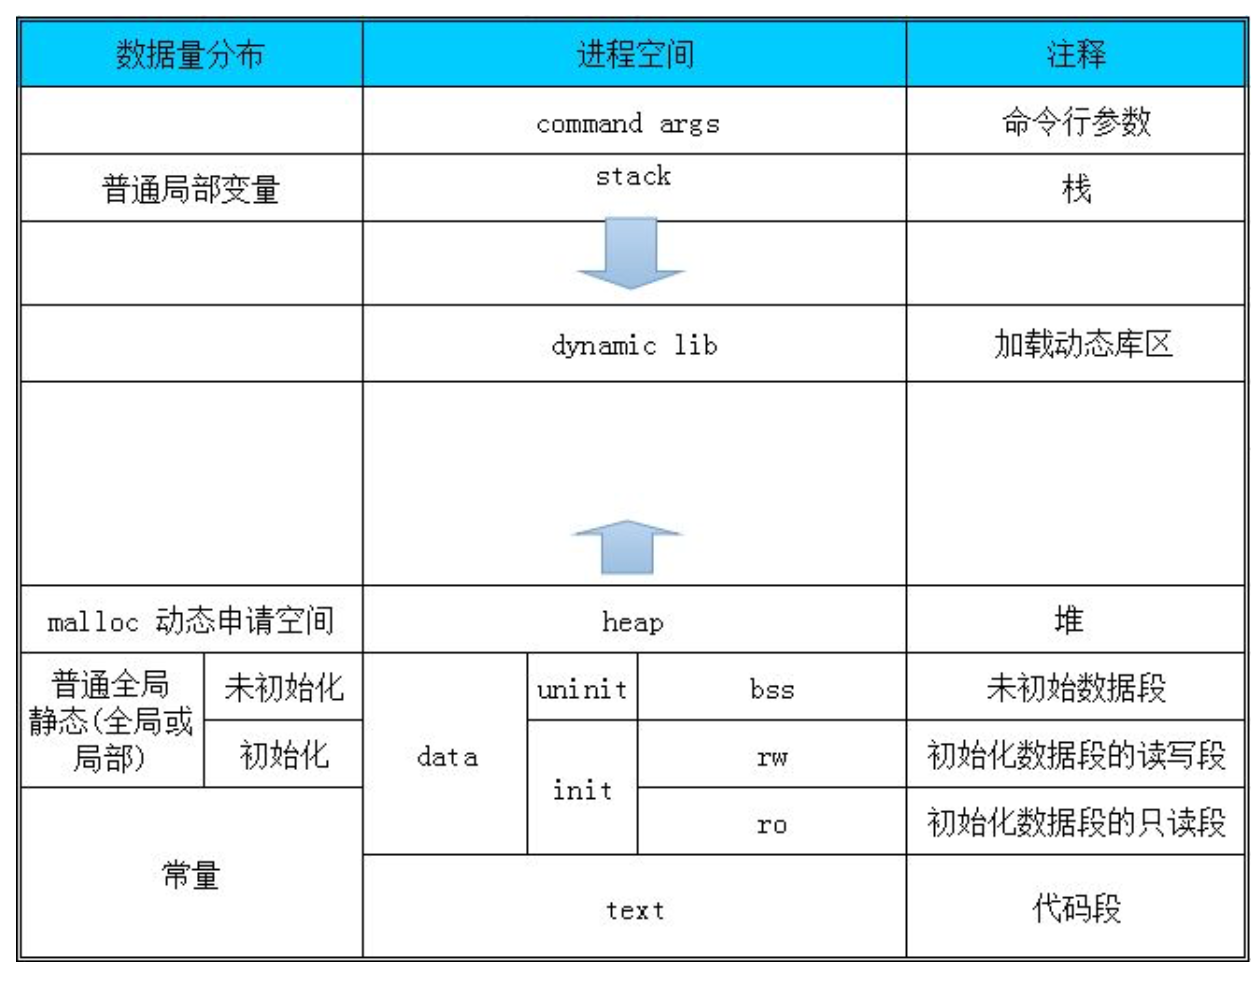 数据量分布 进程空间 注释
command args 命令行参数
普通局部变量 stack 栈
dynamic lib 加载动态库区
malloc 动态申请空间 heap 堆
普通全局
静态(全局或
局部)
未初始化
初始化
data
uninit bss 未初始数据段
init
rw 初始化数据段的读写段
ro 初始化数据段的只读段
常量
text 代码段